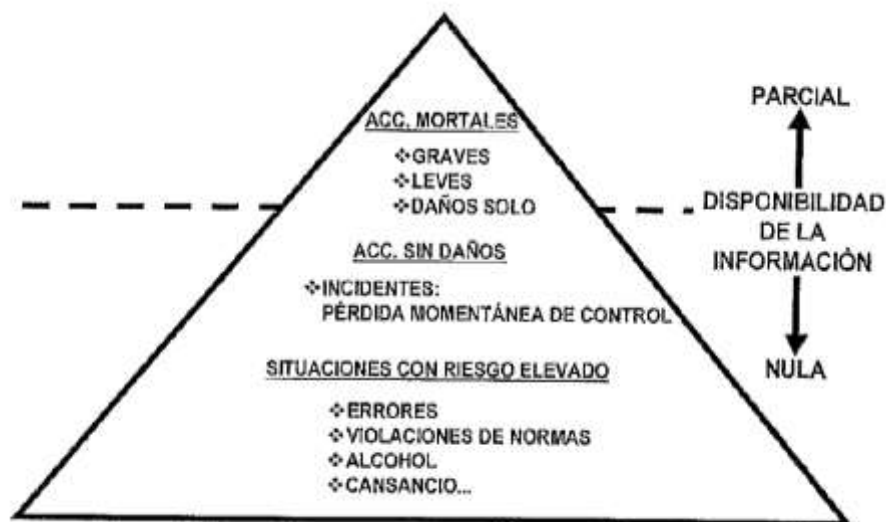 ACC. MORTALES
❖GRAVES
❖LEVES
❖DAÑOS SOLO
ACC. SIN DAÑOS
❖INCIDENTES:
PÉRDIDA MOMENTÁNEA DE CONTROL
SITUACIONES CON RIESGO ELEVADO
❖ERRORES
❖VIOLACIONES DE NORMAS
❖ALCOHOL
❖CANSANCIO...
PARCIAL
DISPONIBILIDAD
DE LA
INFORMACIÓN
NULA